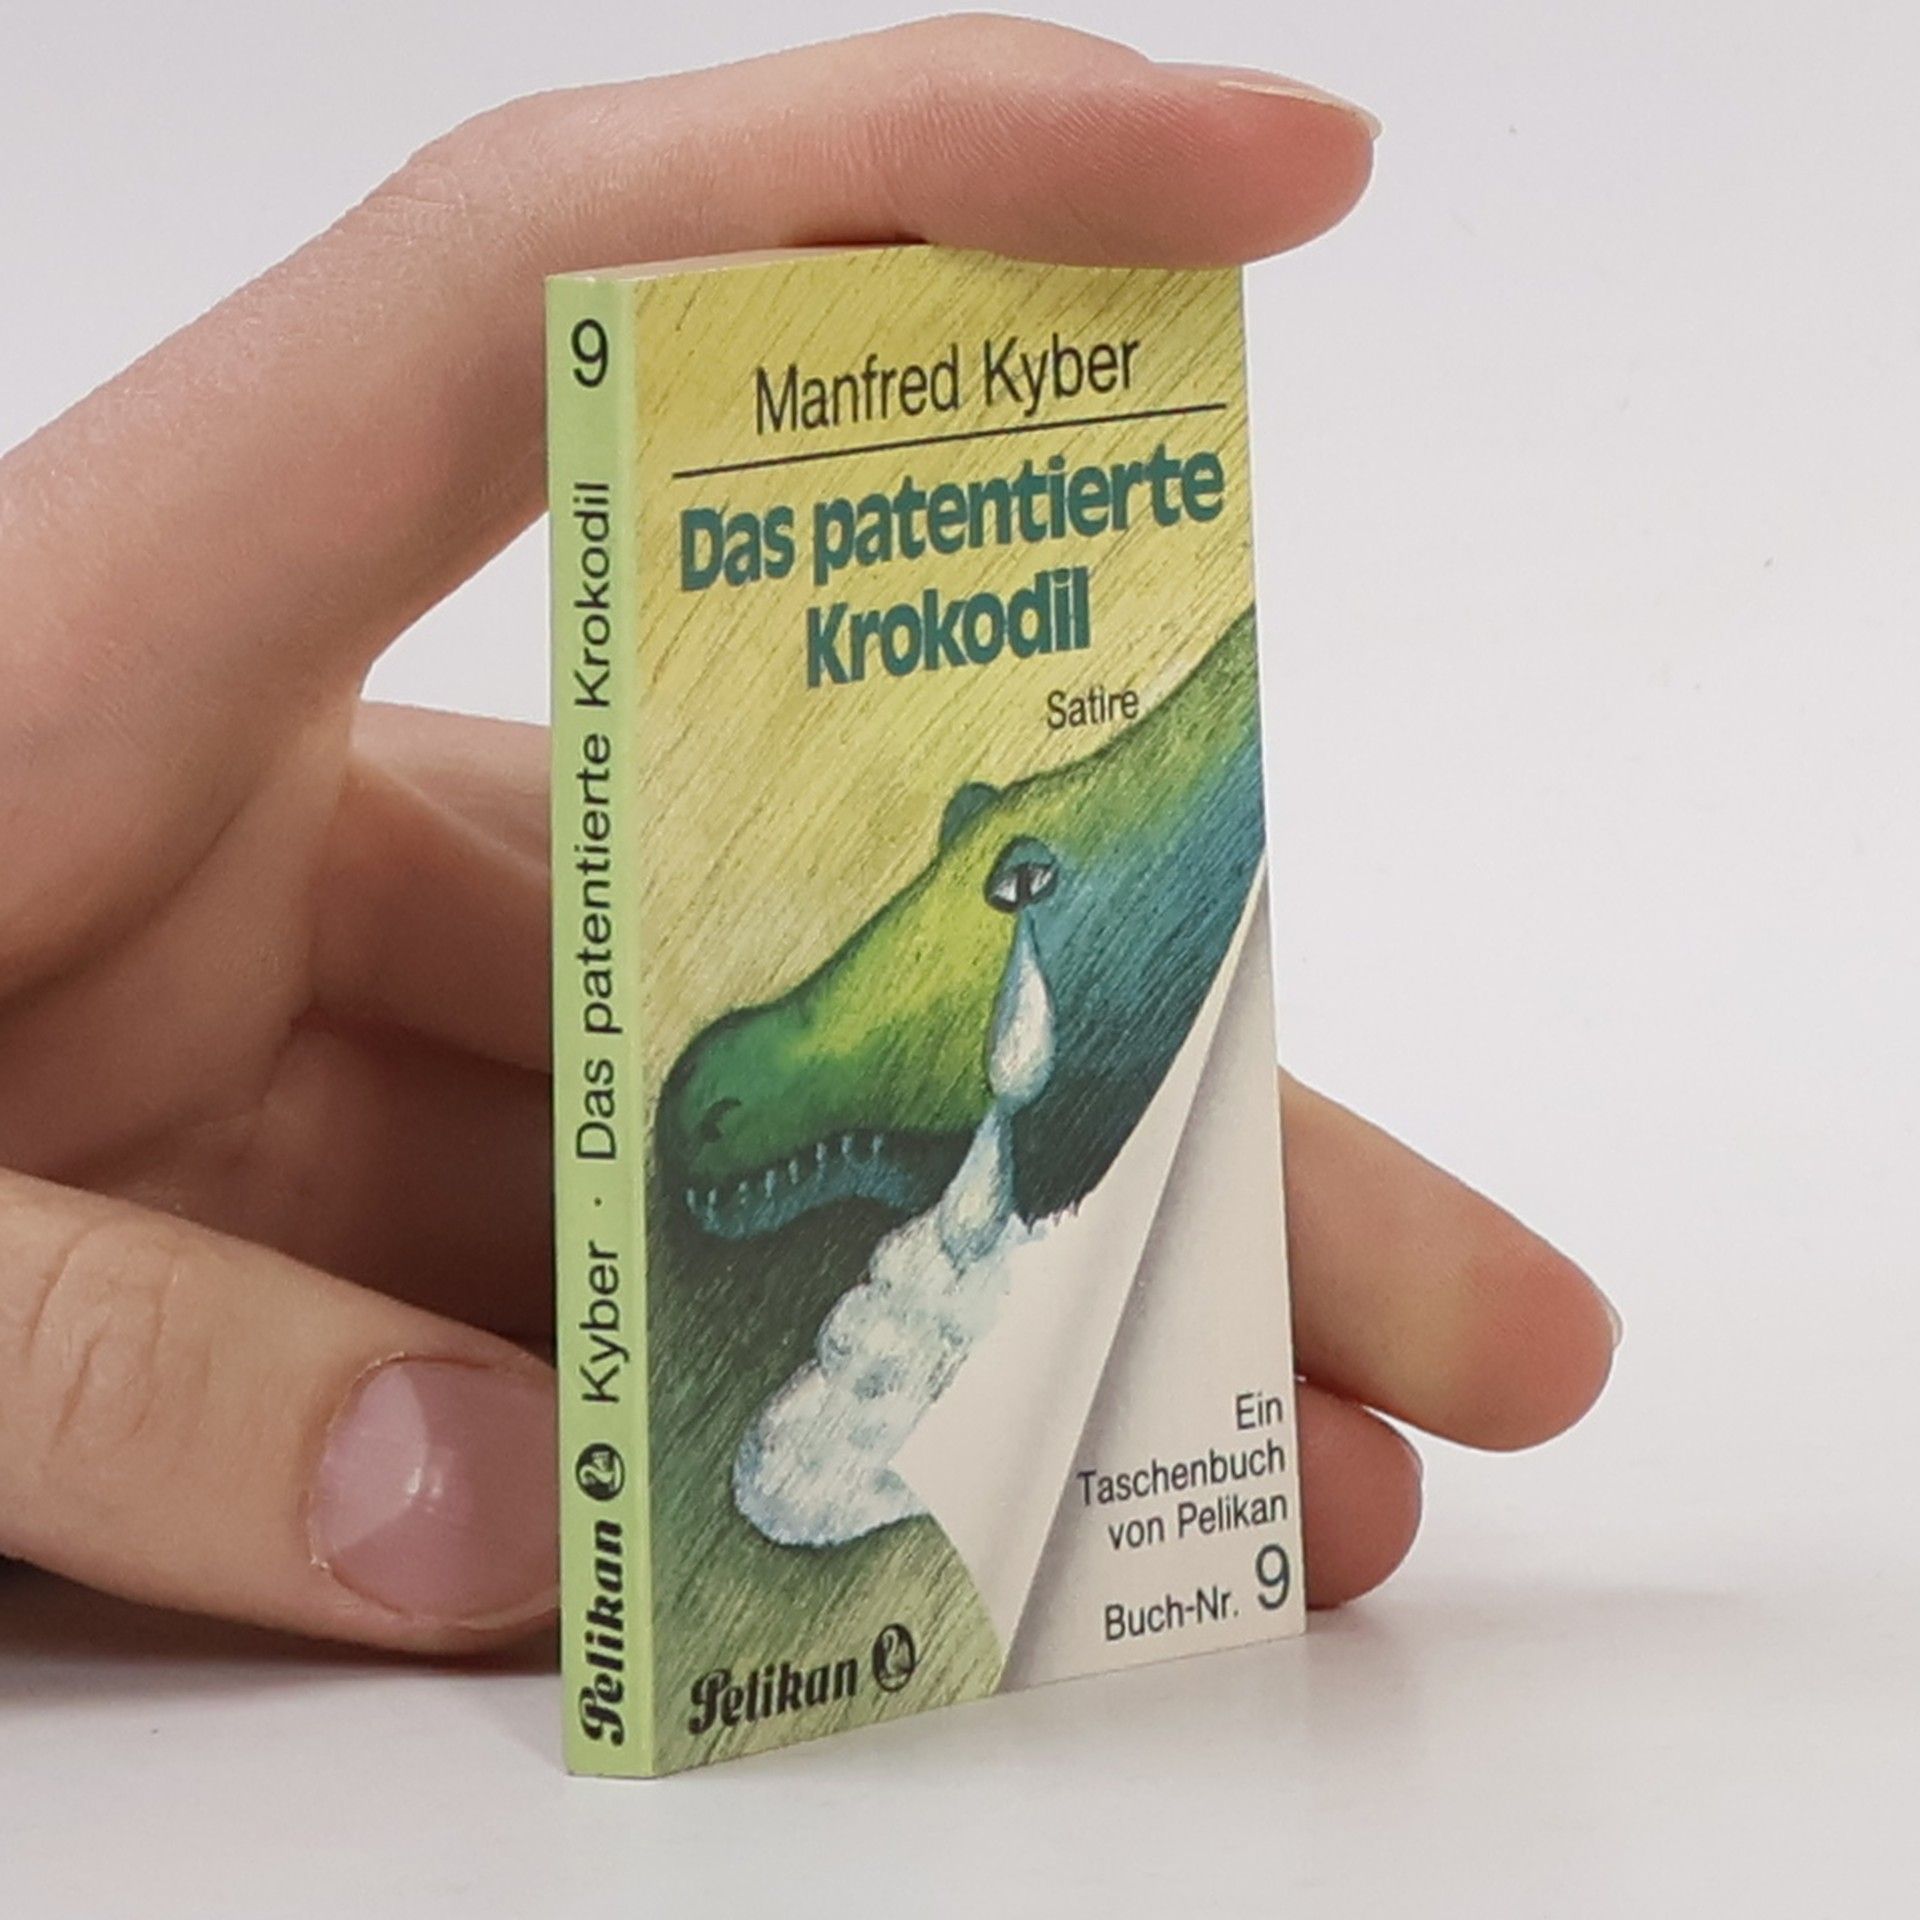 9
Pelikan Kyber · Das patentierte Krokodil
Manfred Kyber
Das patentierte
Krokodil
Satire
Ein
Taschenbuch
von Pelikan
Buch-Nr. 9
Pelikan